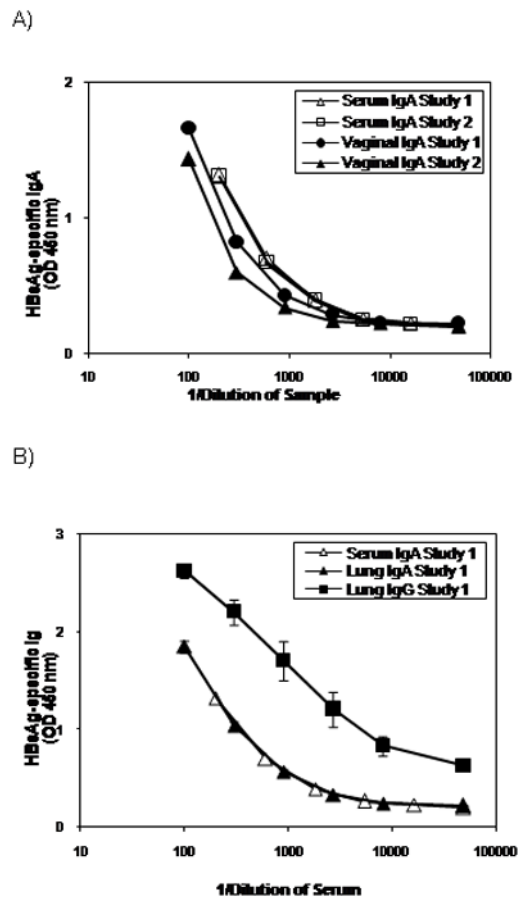 A)
2
1
0
HBsAg-specific IgA
(OD 450 nm)
Serum IgA Study 1
Serum IgA Study 2
Vaginal IgA Study 1
Vaginal IgA Study 2
10
100
1000
10000
100000
1/Dilution of Sample
B)
3
2
1
0
HBsAg-specific Ig
(OD 450 nm)
Serum IgA Study 1
Lung IgA Study 1
Lung IgG Study 1
10
100
1000
10000
100000
1/Dilution of Serum